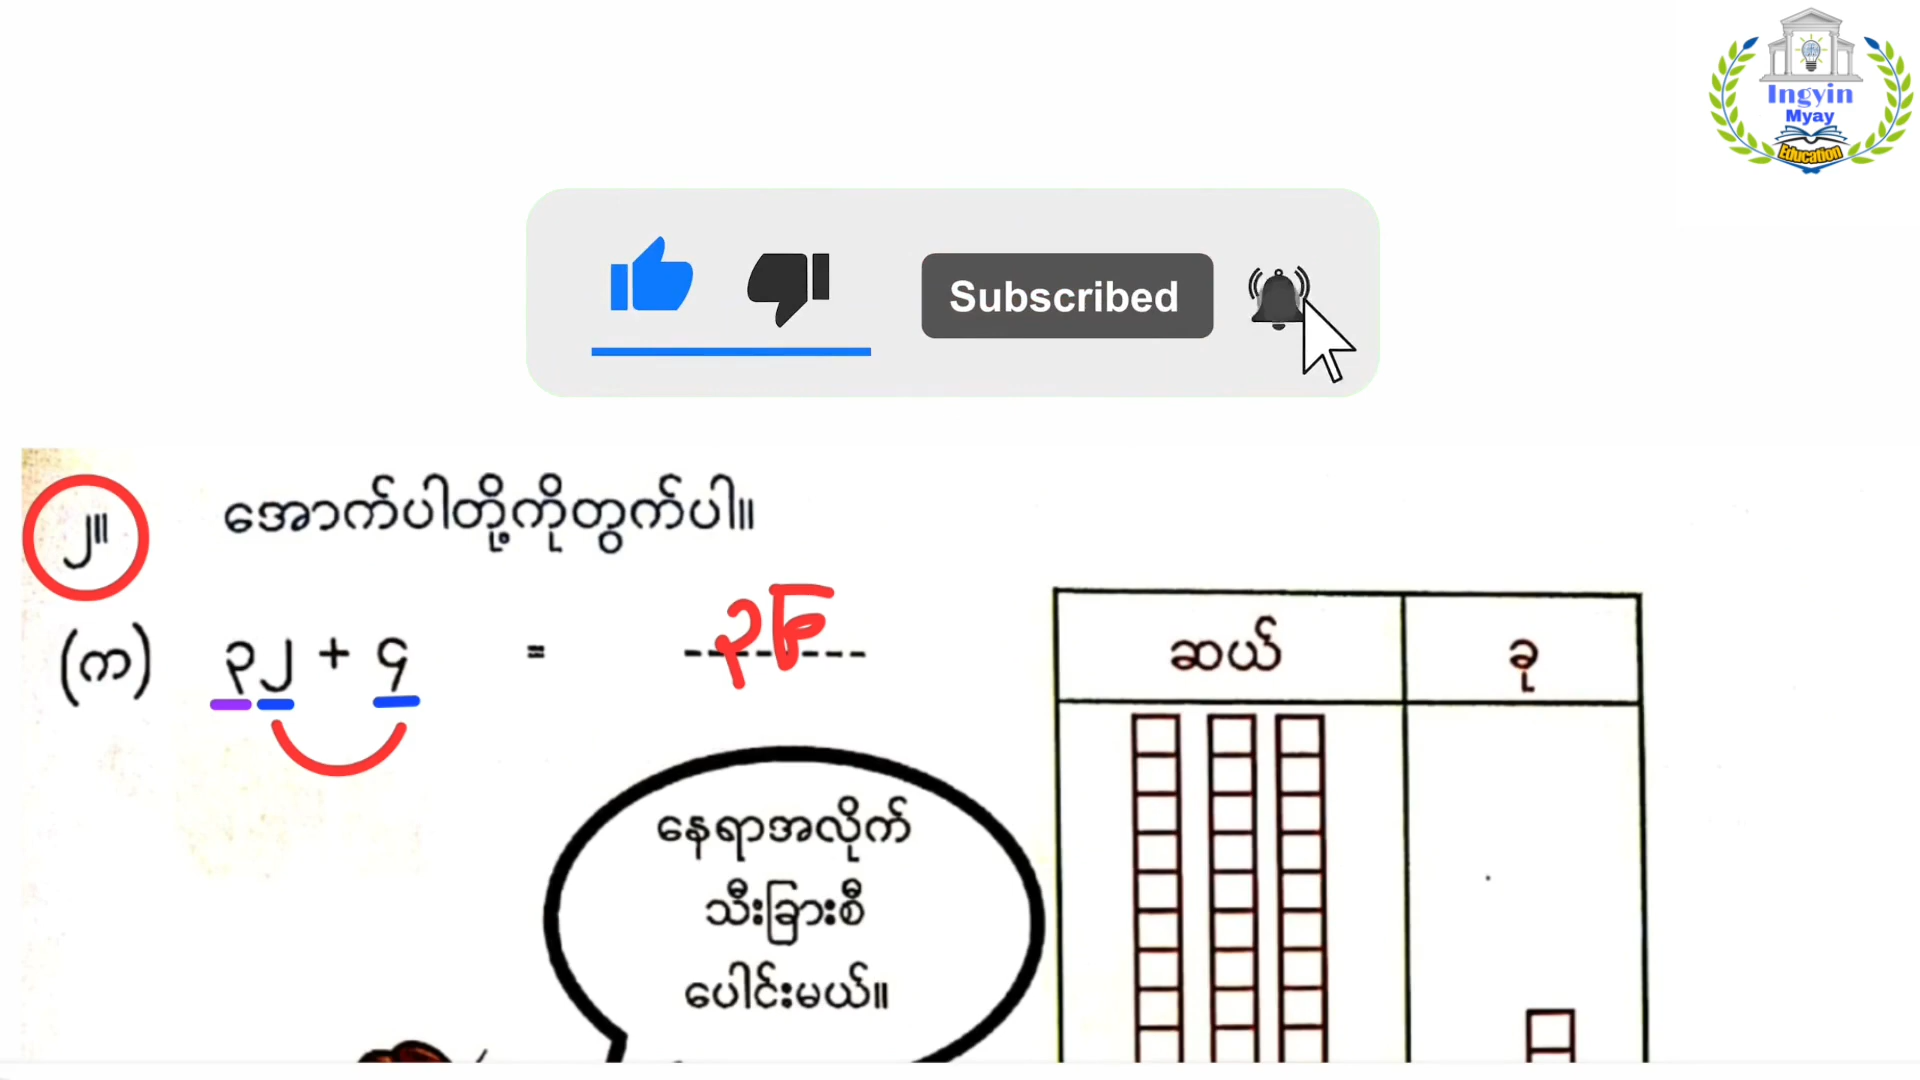 Ingyin
Myay
Education
Subscribed
၂။ အောက်ပါတို့ကိုတွက်ပါ။
(က) ၃၂ + ၄ = ၃၆
ဆယ် ခု
နေရာအလိုက်
သီးခြားစီ
ပေါင်းမယ်။